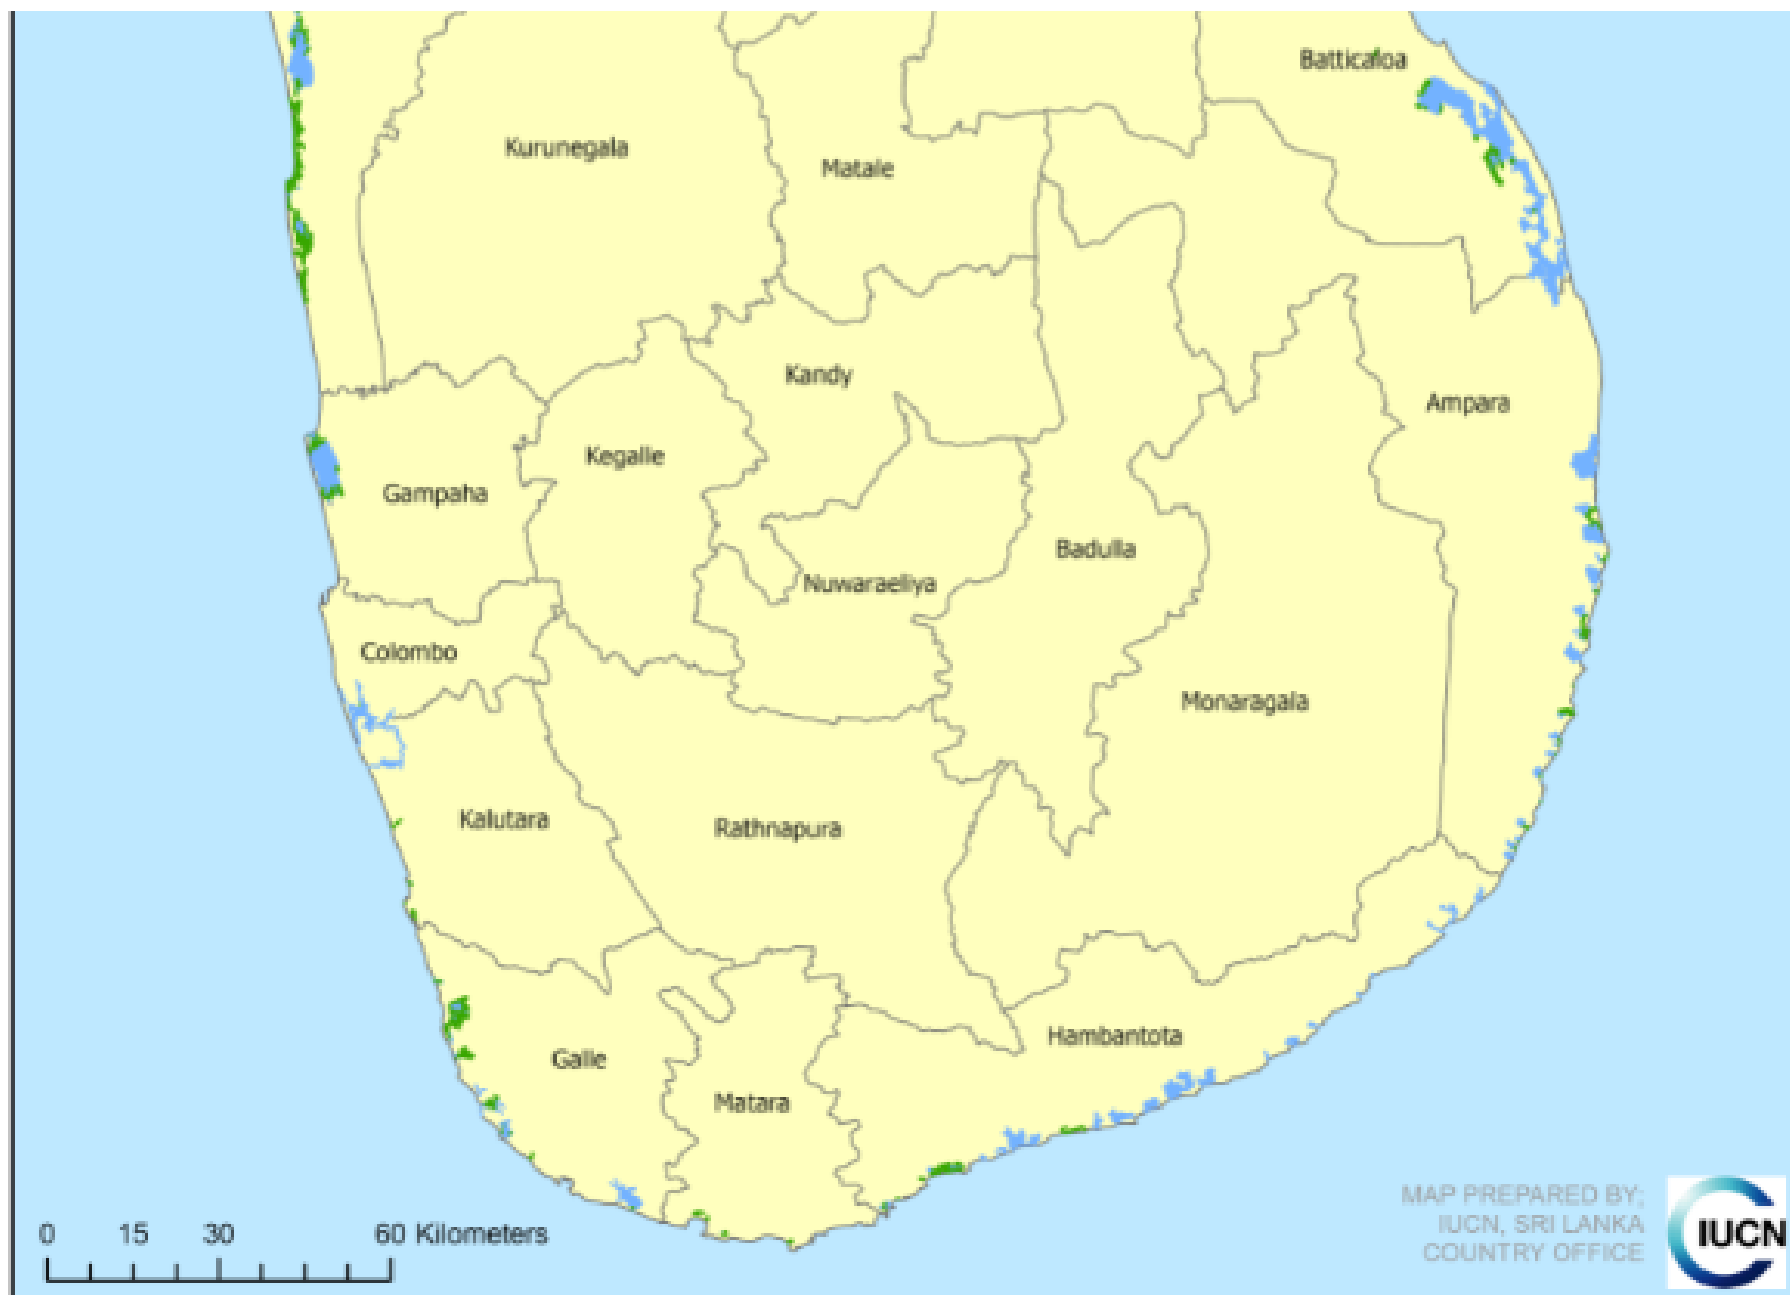 Batticaloa
Kurunegala
Matale
Kandy
Ampara
Kegalle
Gampaha
Badulla
Nuwaraeliya
Colombo
Monaragala
Kalutara
Rathnapura
Hambantota
Galle
Matara
0 15 30 60 Kilometers
MAP PREPARED BY;
IUCN, SRI LANKA
COUNTRY OFFICE
IUCN